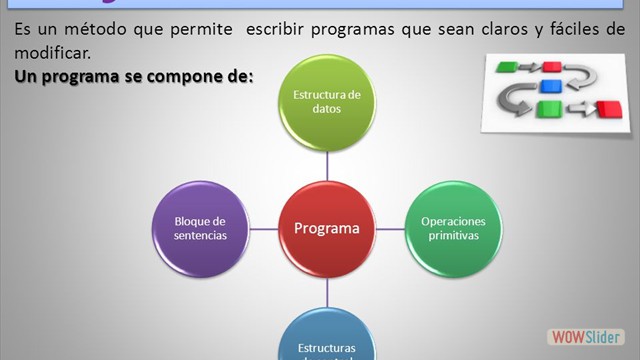 Es un método que permite escribir programas que sean claros y fáciles de
modificar.
Un programa se compone de:
Estructura de
datos
Bloque de
sentencias
Programa
Operaciones
primitivas
Estructuras
WOWSlider